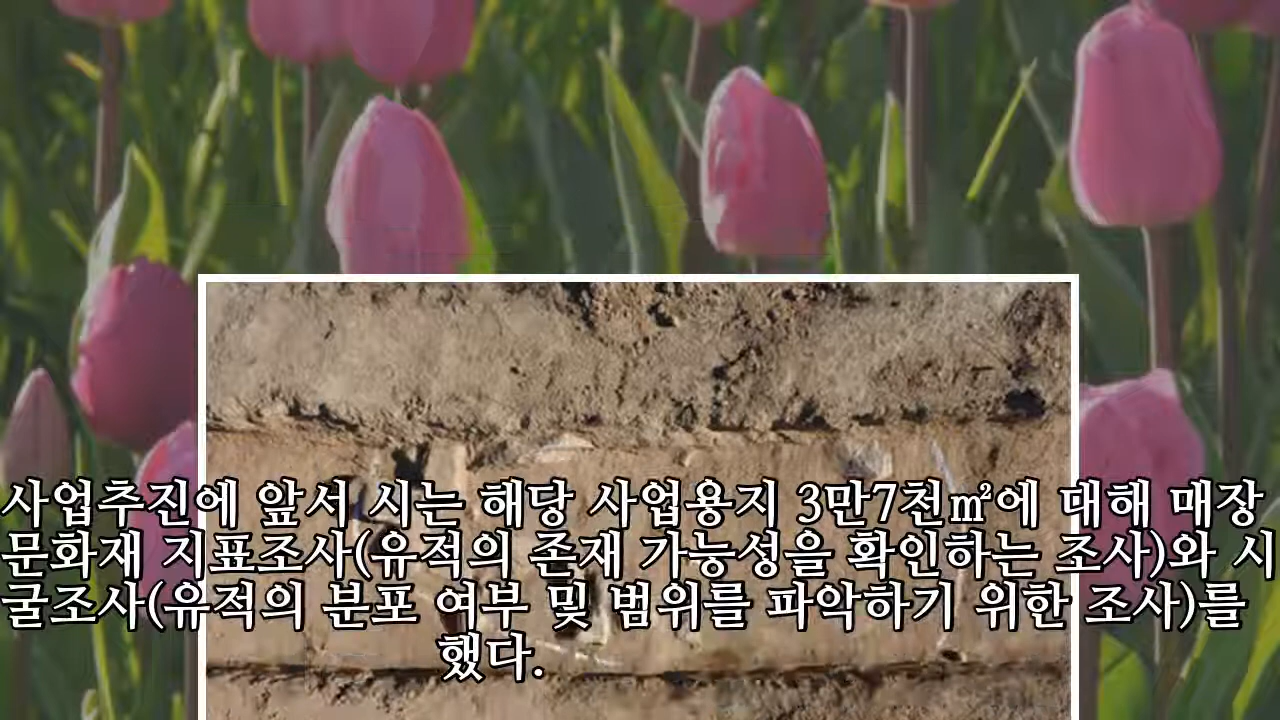 사업추진에 앞서 시는 해당 사업용지 3만7천㎡에 대해 매장
문화재 지표조사(유적의 존재 가능성을 확인하는 조사)와 시
굴조사(유적의 분포 여부 및 범위를 파악하기 위한 조사)를
했다.